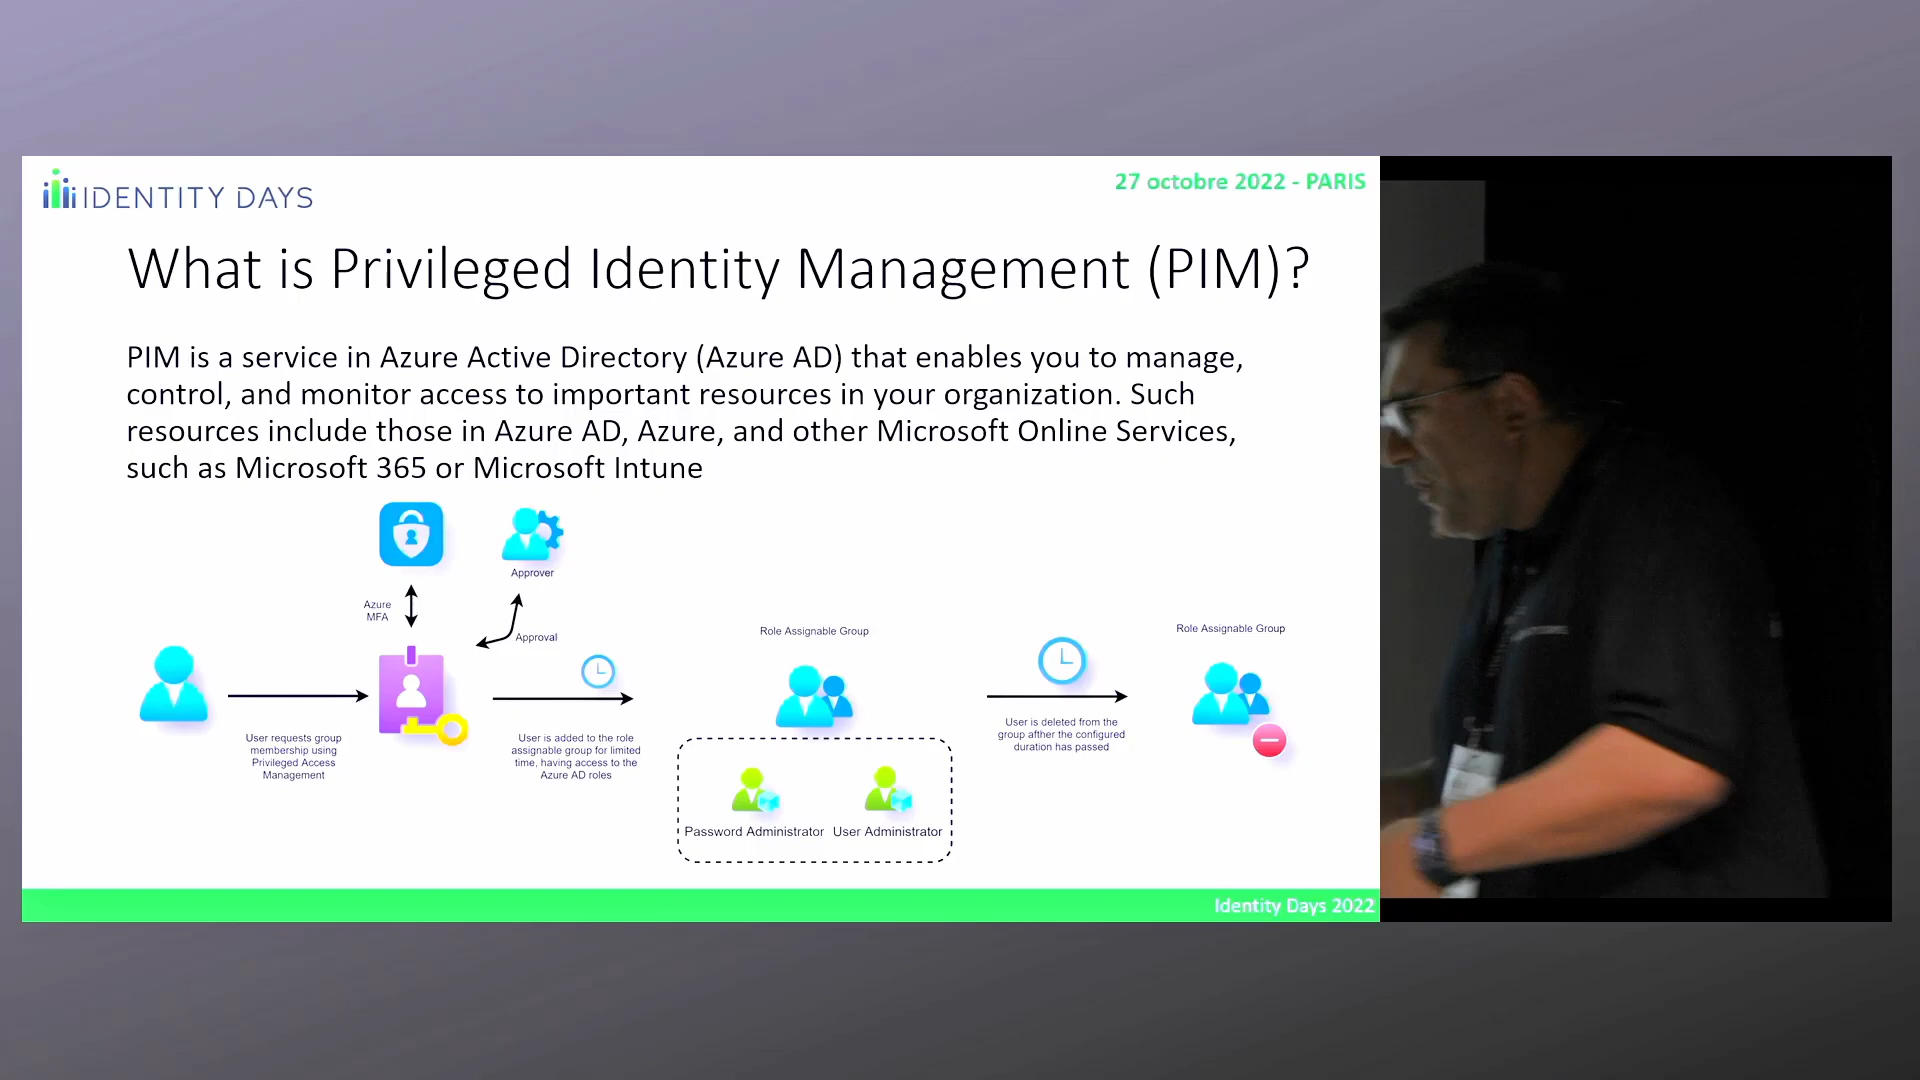 IDENTITY DAYS
27 octobre 2022 - PARIS
What is Privileged Identity Management (PIM)?
PIM is a service in Azure Active Directory (Azure AD) that enables you to manage,
control, and monitor access to important resources in your organization. Such
resources include those in Azure AD, Azure, and other Microsoft Online Services,
such as Microsoft 365 or Microsoft Intune
Approver
Azure
MFA
Approval
User requests group
membership using
Privileged Access
Management
User is added to the role
assignable group for limited
time, having access to the
Azure AD roles
Role Assignable Group
Password Administrator
User Administrator
User is deleted from the
group afther the configured
duration has passed
Role Assignable Group
Identity Days 2022